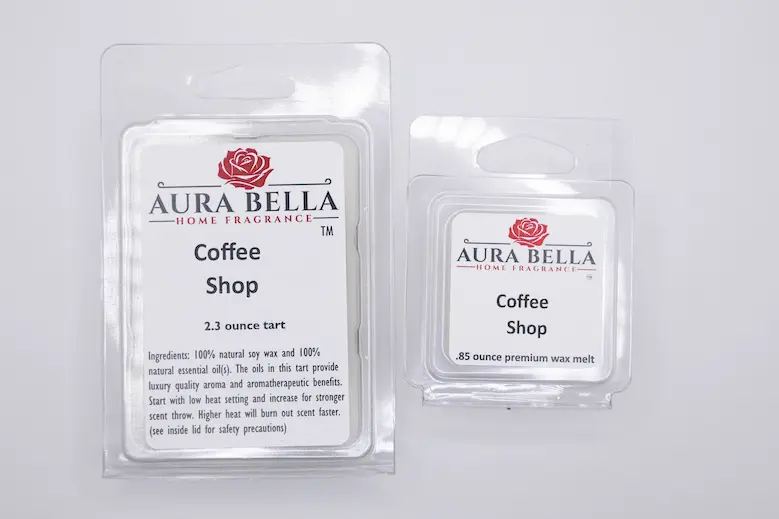 AURA BELLA
HOME FRAGRANCE
TM
Coffee
Shop
2.3 ounce tart
Ingredients: 100% natural soy wax and 100%
natural essential oil(s). The oils in this tart provide
luxury quality aroma and aromatherapeutic benefits.
Start with low heat setting and increase for stronger
scent throw. Higher heat will burn out scent faster.
(see inside lid for safety precautions)
AURA BELLA
HOME FRAGRANCE
TM
Coffee
Shop
.85 ounce premium wax melt